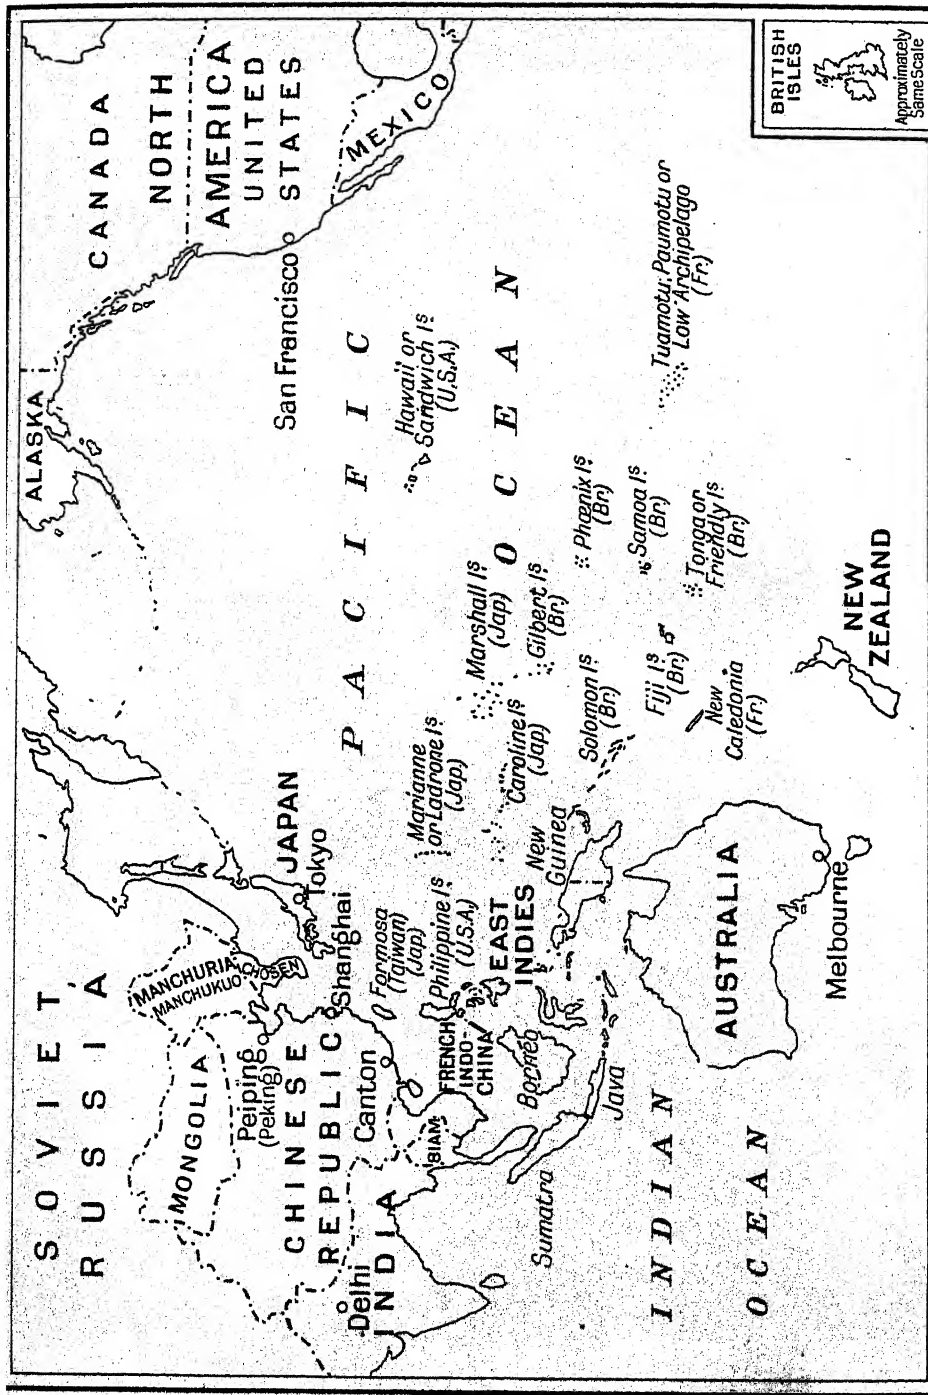 SOVIET
RUSSIA
MONGOLIA
MANCHURIA
MANCHUKUO
CHOSEN
Peiping
(Peking)
CHINESE
REPUBLIC
Shanghai
JAPAN
Tokyo
Canton
Delhi
INDIA
SIAM
FRENCH
INDO-
CHINA
Formosa
(Taiwan)
(Jap)
Philippine Is
(U.S.A.)
EAST
INDIES
Borneo
Sumatra
Java
New
Guinea
Marianne
or Ladrone Is
(Jap)
Caroline Is
(Jap)
Marshall Is
(Jap)
Gilbert Is
(Br.)
Solomon Is
(Br.)
Phœnix Is
(Br.)
Samoa Is
(Br.)
Tonga or
Friendly Is
(Br.)
Fiji Is
(Br.)
New
Caledonia
(Fr.)
Tuamotu, Paumotu or
Low Archipelago
(Fr.)
Hawaii or
Sandwich Is
(U.S.A.)
PACIFIC
OCEAN
ALASKA
CANADA
NORTH
AMERICA
UNITED
STATES
San Francisco
MEXICO
INDIAN
OCEAN
AUSTRALIA
Melbourne
NEW
ZEALAND
BRITISH
ISLES
Approximately
Same Scale